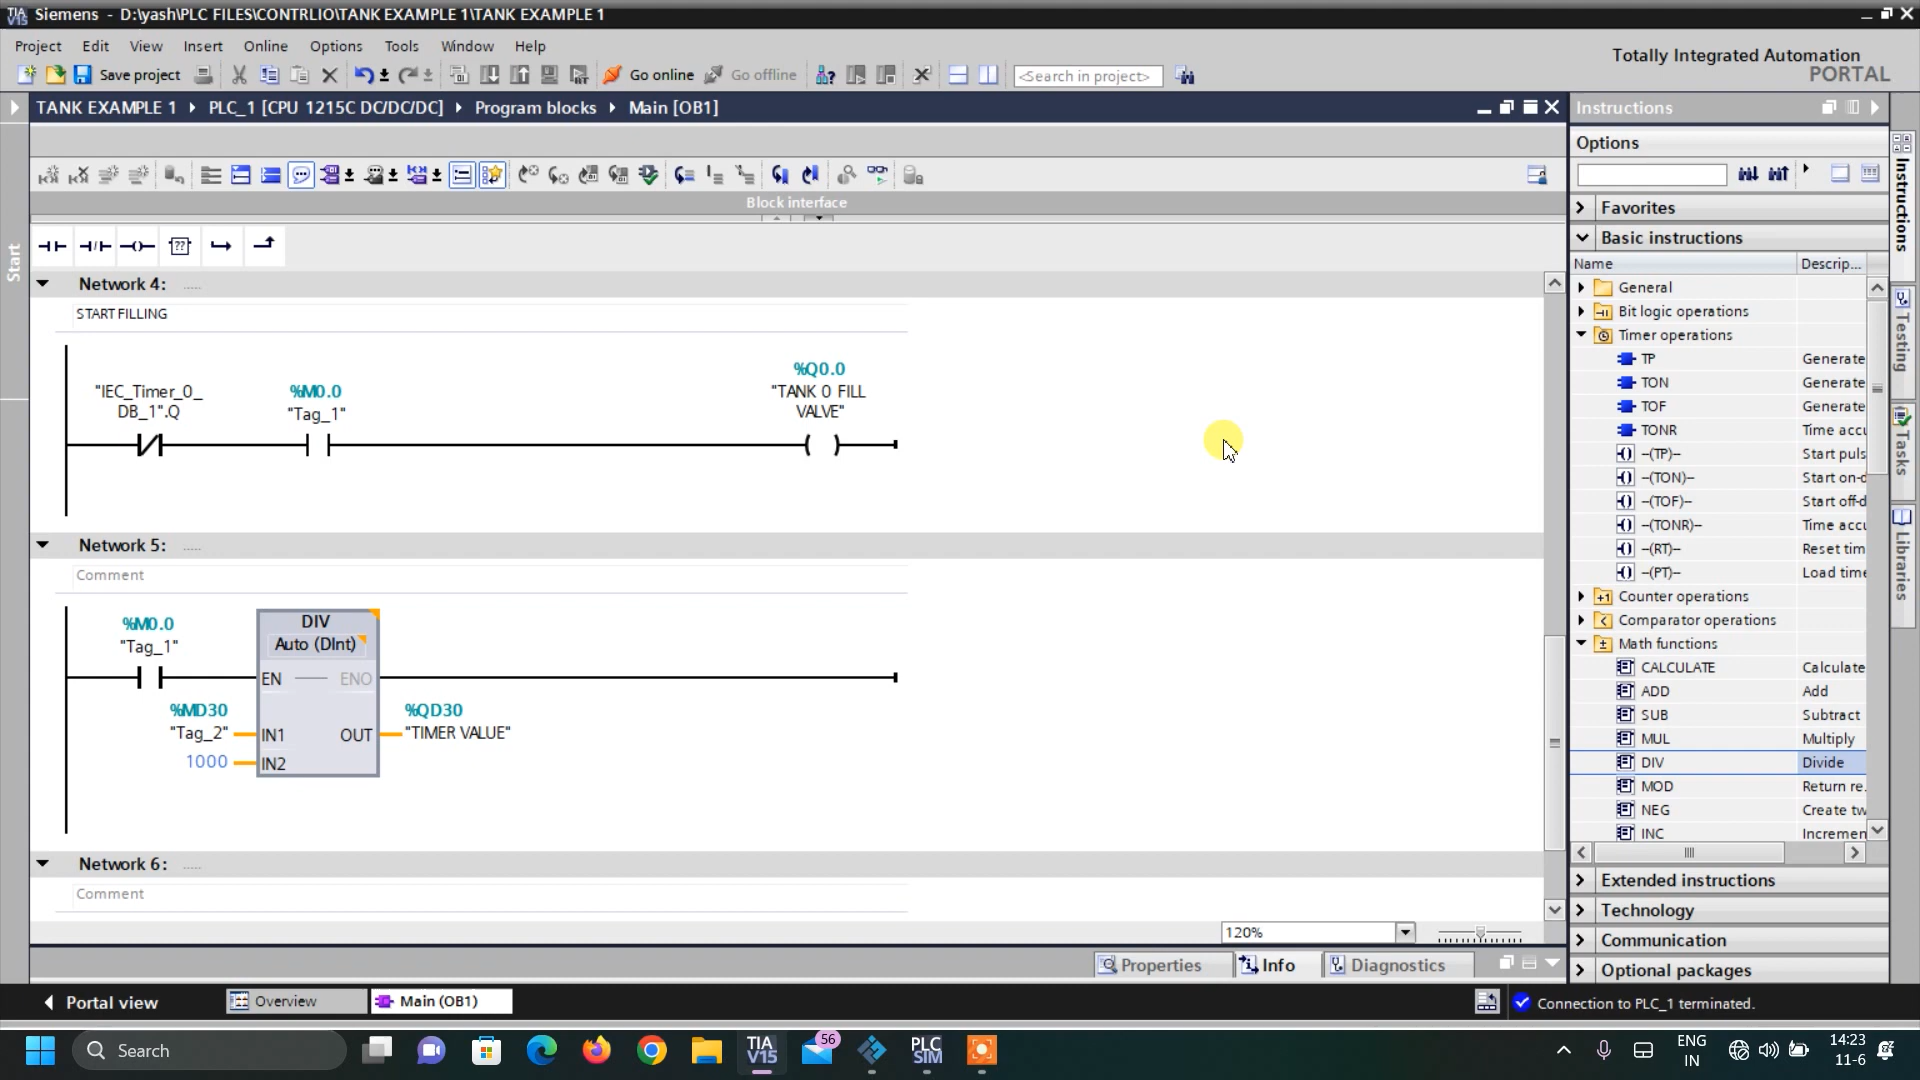 TIA V15 Siemens - D:\yash\PLC FILES\CONTRLIO\TANK EXAMPLE 1\TANK EXAMPLE 1
Project Edit View Insert Online Options Tools Window Help
Totally Integrated Automation
PORTAL
Save project Go online Go offline <Search in project>
TANK EXAMPLE 1 PLC_1 [CPU 1215C DC/DC/DC] Program blocks Main [OB1]
Block interface
Network 4: .....
START FILLING
"IEC_Timer_0_
DB_1".Q
%M0.0
"Tag_1"
%Q0.0
"TANK 0 FILL
VALVE"
Network 5: .....
Comment
%M0.0
"Tag_1"
DIV
Auto (DInt)
EN ENO
%MD30
"Tag_2" IN1
1000 IN2
OUT
%QD30
"TIMER VALUE"
Network 6: .....
Comment
120%
Properties Info Diagnostics
Instructions
Options
Favorites
Basic instructions
Name Descrip...
General
Bit logic operations
Timer operations
TP Generate
TON Generate
TOF Generate
TONR Time accu
-(TP)- Start puls
-(TON)- Start on-d
-(TOF)- Start off-d
-(TONR)- Time accu
-(RT)- Reset tim
-(PT)- Load time
Counter operations
Comparator operations
Math functions
CALCULATE Calculate
ADD Add
SUB Subtract
MUL Multiply
DIV Divide
MOD Return re.
NEG Create tw
INC Incremen
Extended instructions
Technology
Communication
Optional packages
Start
Instructions
Testing
Tasks
Libraries
Portal view Overview Main (OB1) Connection to PLC_1 terminated.
Search
TIA V15
56
PLC SIM
ENG
IN
14:23
11-6